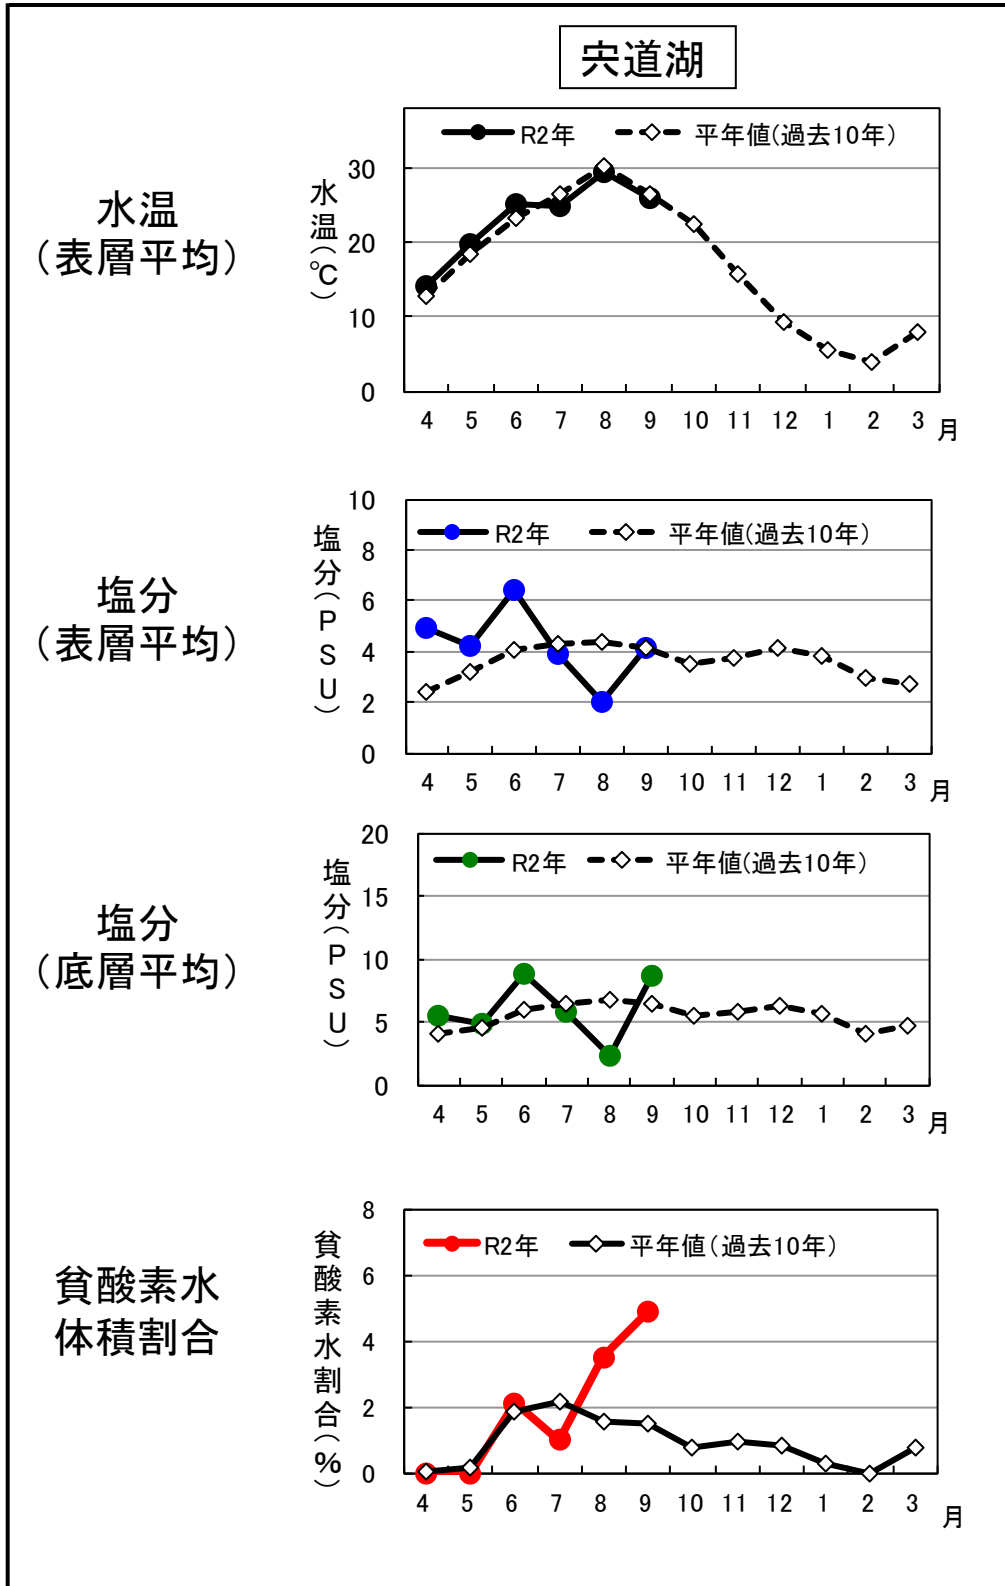 宍道湖
水温
（表層平均）
水温(℃)
R2年
平年値(過去10年)
30
20
10
0
4 5 6 7 8 9 10 11 12 1 2 3 月
塩分
（表層平均）
塩分(PSU)
R2年
平年値(過去10年)
10
8
6
4
2
0
4 5 6 7 8 9 10 11 12 1 2 3 月
塩分
（底層平均）
塩分(PSU)
R2年
平年値(過去10年)
20
15
10
5
0
4 5 6 7 8 9 10 11 12 1 2 3 月
貧酸素水
体積割合
貧酸素水割合(%)
R2年
平年値（過去10年）
8
6
4
2
0
4 5 6 7 8 9 10 11 12 1 2 3 月